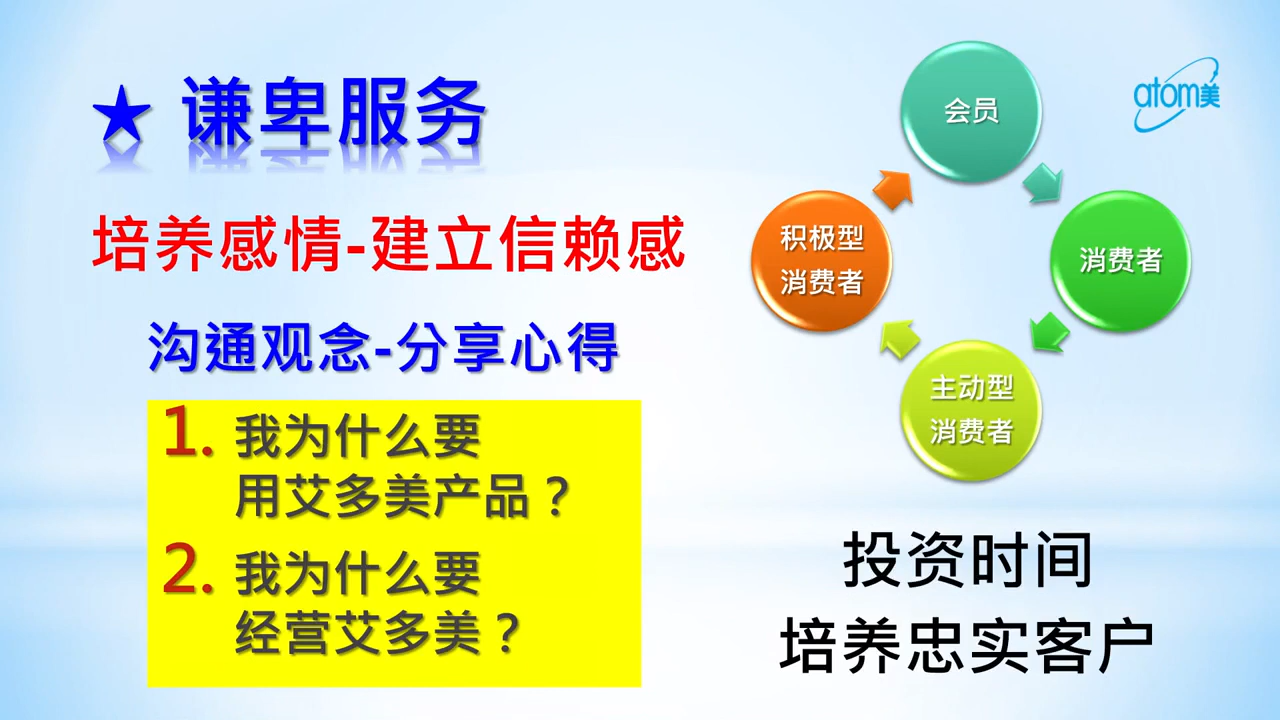 ★ 谦卑服务
培养感情-建立信赖感
沟通观念-分享心得
1. 我为什么要
用艾多美产品？
2. 我为什么要
经营艾多美？
atom美
会员
消费者
主动型
消费者
积极型
消费者
投资时间
培养忠实客户